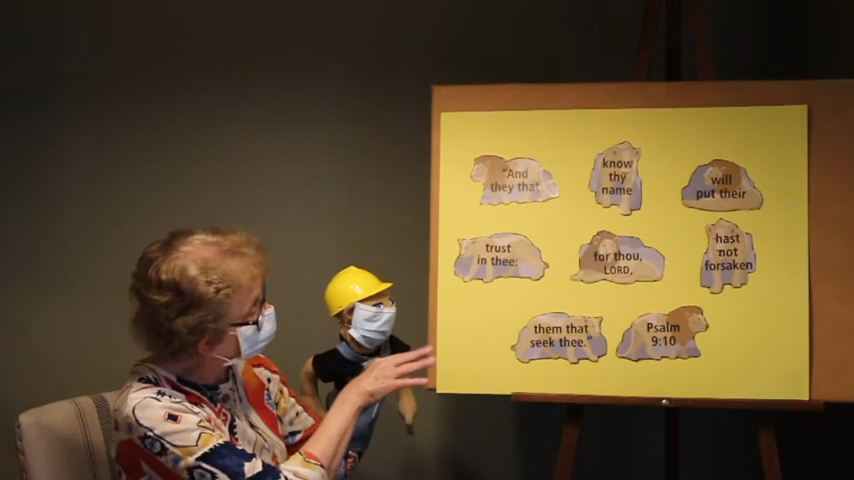 "And
they that
know
thy
name
will
put their
trust
in thee:
for thou,
LORD,
hast
not
forsaken
them that
seek thee."
Psalm
9:10